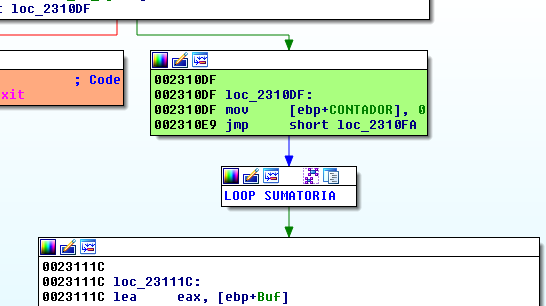 t loc_2310DF
; Code
xit
002310DF
002310DF loc_2310DF:
002310DF mov [ebp+CONTADOR], 0
002310E9 jmp short loc_2310FA
LOOP SUMATORIA
0023111C
0023111C loc_23111C:
0023111C lea eax, [ebp+Buf]